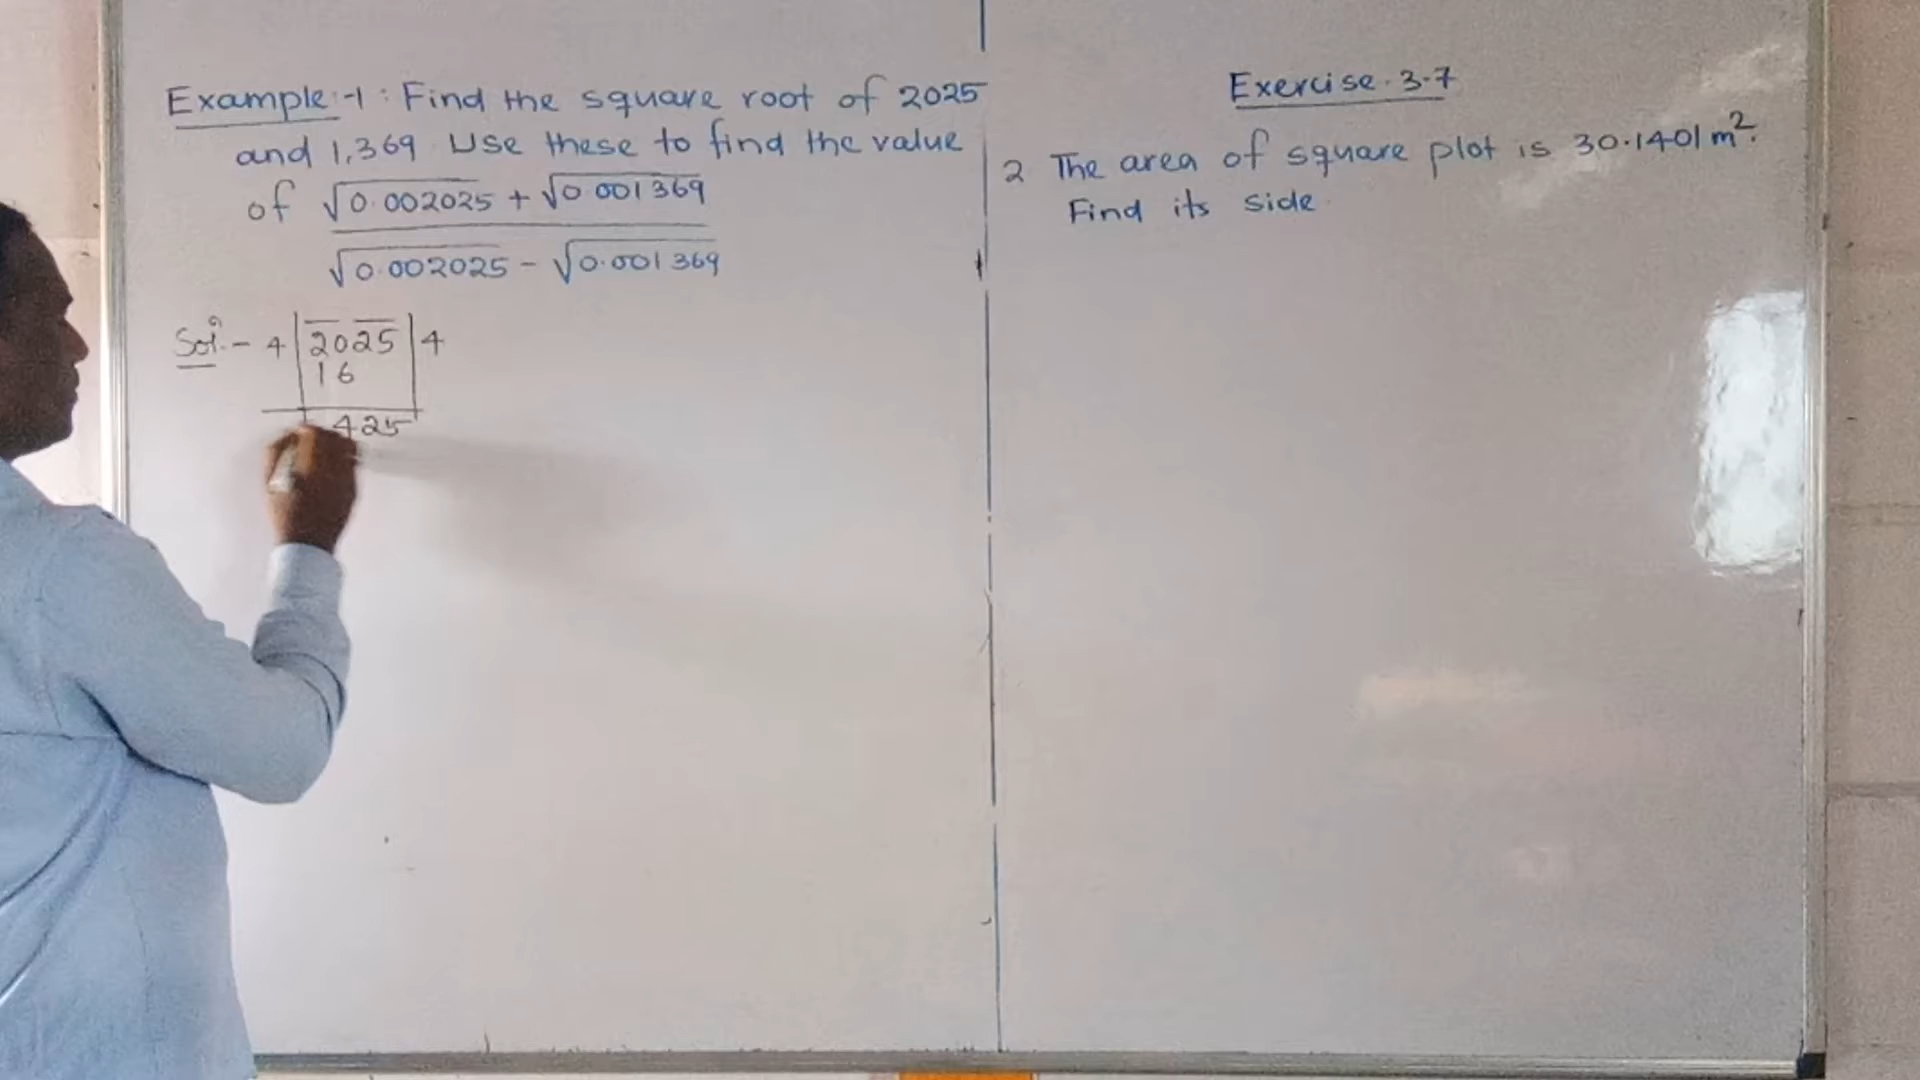 Example:-1: Find the square root of 2025
and 1,369. Use these to find the value
of √0.002025 + √0.001369
√0.002025 - √0.001369
Soln:- 4 2025 4
16
425
Exercise.3.7
2 The area of square plot is 30.1401 m².
Find its side.